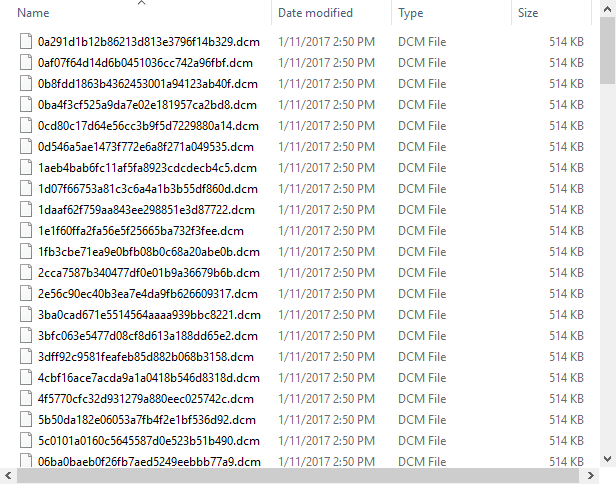 Name Date modified Type Size
0a291d1b12b86213d813e3796f14b329.dcm 1/11/2017 2:50 PM DCM File 514 KB
0af07f64d14d6b0451036cc742a96fbf.dcm 1/11/2017 2:50 PM DCM File 514 KB
0b8fdd1863b4362453001a94123ab40f.dcm 1/11/2017 2:50 PM DCM File 514 KB
0ba4f3cf525a9da7e02e181957ca2bd8.dcm 1/11/2017 2:50 PM DCM File 514 KB
0cd80c17d64e56cc3b9f5d7229880a14.dcm 1/11/2017 2:50 PM DCM File 514 KB
0d546a5ae1473f772e6a8f271a049535.dcm 1/11/2017 2:50 PM DCM File 514 KB
1aeb4bab6fc11af5fa8923cdcdecb4c5.dcm 1/11/2017 2:50 PM DCM File 514 KB
1d07f66753a81c3c6a4a1b3b55df860d.dcm 1/11/2017 2:50 PM DCM File 514 KB
1daaf62f759aa843ee298851e3d87722.dcm 1/11/2017 2:50 PM DCM File 514 KB
1e1f60ffa2fa56e5f25665ba732f3fee.dcm 1/11/2017 2:50 PM DCM File 514 KB
1fb3cbe71ea9e0bfb08b0c68a20abe0b.dcm 1/11/2017 2:50 PM DCM File 514 KB
2cca7587b340477df0e01b9a36679b6b.dcm 1/11/2017 2:50 PM DCM File 514 KB
2e56c90ec40b3ea7e4da9fb626609317.dcm 1/11/2017 2:50 PM DCM File 514 KB
3ba0cad671e5514564aaaa939bbc8221.dcm 1/11/2017 2:50 PM DCM File 514 KB
3bfc063e5477d08cf8d613a188dd65e2.dcm 1/11/2017 2:50 PM DCM File 514 KB
3dff92c9581feafeb85d882b068b3158.dcm 1/11/2017 2:50 PM DCM File 514 KB
4cbf16ace7acda9a1a0418b546d8318d.dcm 1/11/2017 2:50 PM DCM File 514 KB
4f5770cfc32d931279a880eec025742c.dcm 1/11/2017 2:50 PM DCM File 514 KB
5b50da182e06053a7fb4f2e1bf536d92.dcm 1/11/2017 2:50 PM DCM File 514 KB
5c0101a0160c5645587d0e523b51b490.dcm 1/11/2017 2:50 PM DCM File 514 KB
06ba0baeb0f26fb7aed5249eebbb77a9.dcm 1/11/2017 2:50 PM DCM File 514 KB